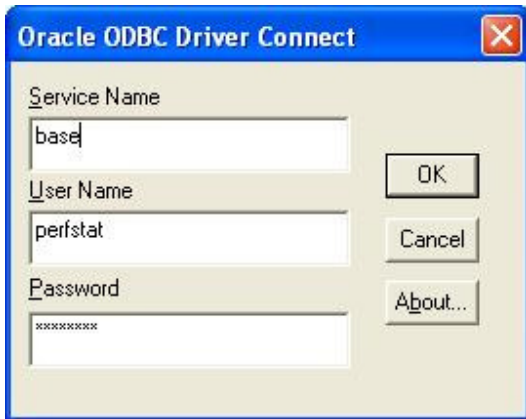 Oracle ODBC Driver Connect
Service Name
base
OK
User Name
perfstat
Cancel
Password
About...
********